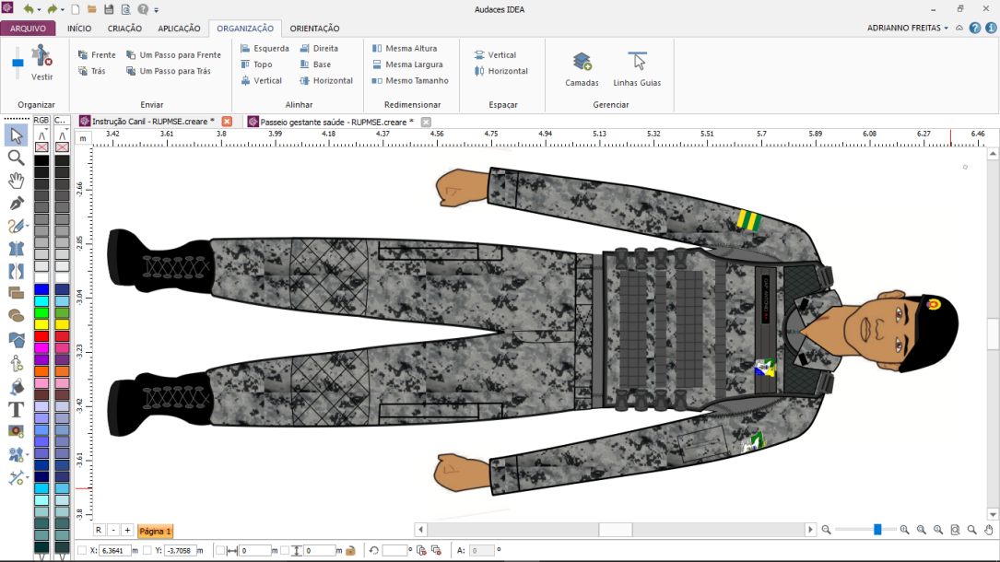 Audaces IDEA
ARQUIVO INÍCIO CRIAÇÃO APLICAÇÃO ORGANIZAÇÃO ORIENTAÇÃO ADRIANNO FREITAS
Vestir
Organizar
Frente Um Passo para Frente
Trás Um Passo para Trás
Enviar
Esquerda Direita
Topo Base
Vertical Horizontal
Alinhar
Mesma Altura
Mesma Largura
Mesmo Tamanho
Redimensionar
Vertical
Horizontal
Espaçar
Camadas Linhas Guias
Gerenciar
RGB C..
Instrução Canil - RUPMSE.creare * Passeio gestante saúde - RUPMSE.creare *
m 3.42 3.61 3.8 3.99 4.18 4.37 4.56 4.75 4.94 5.13 5.32 5.51 5.7 5.89 6.08 6.27 6.46
-2.66
-2.85
-3.04
-3.23
-3.42
-3.61
-3.8
R - + Página 1
X: 6,3641 m Y: -3,7058 m 0 m 0 m ° A: 0 °